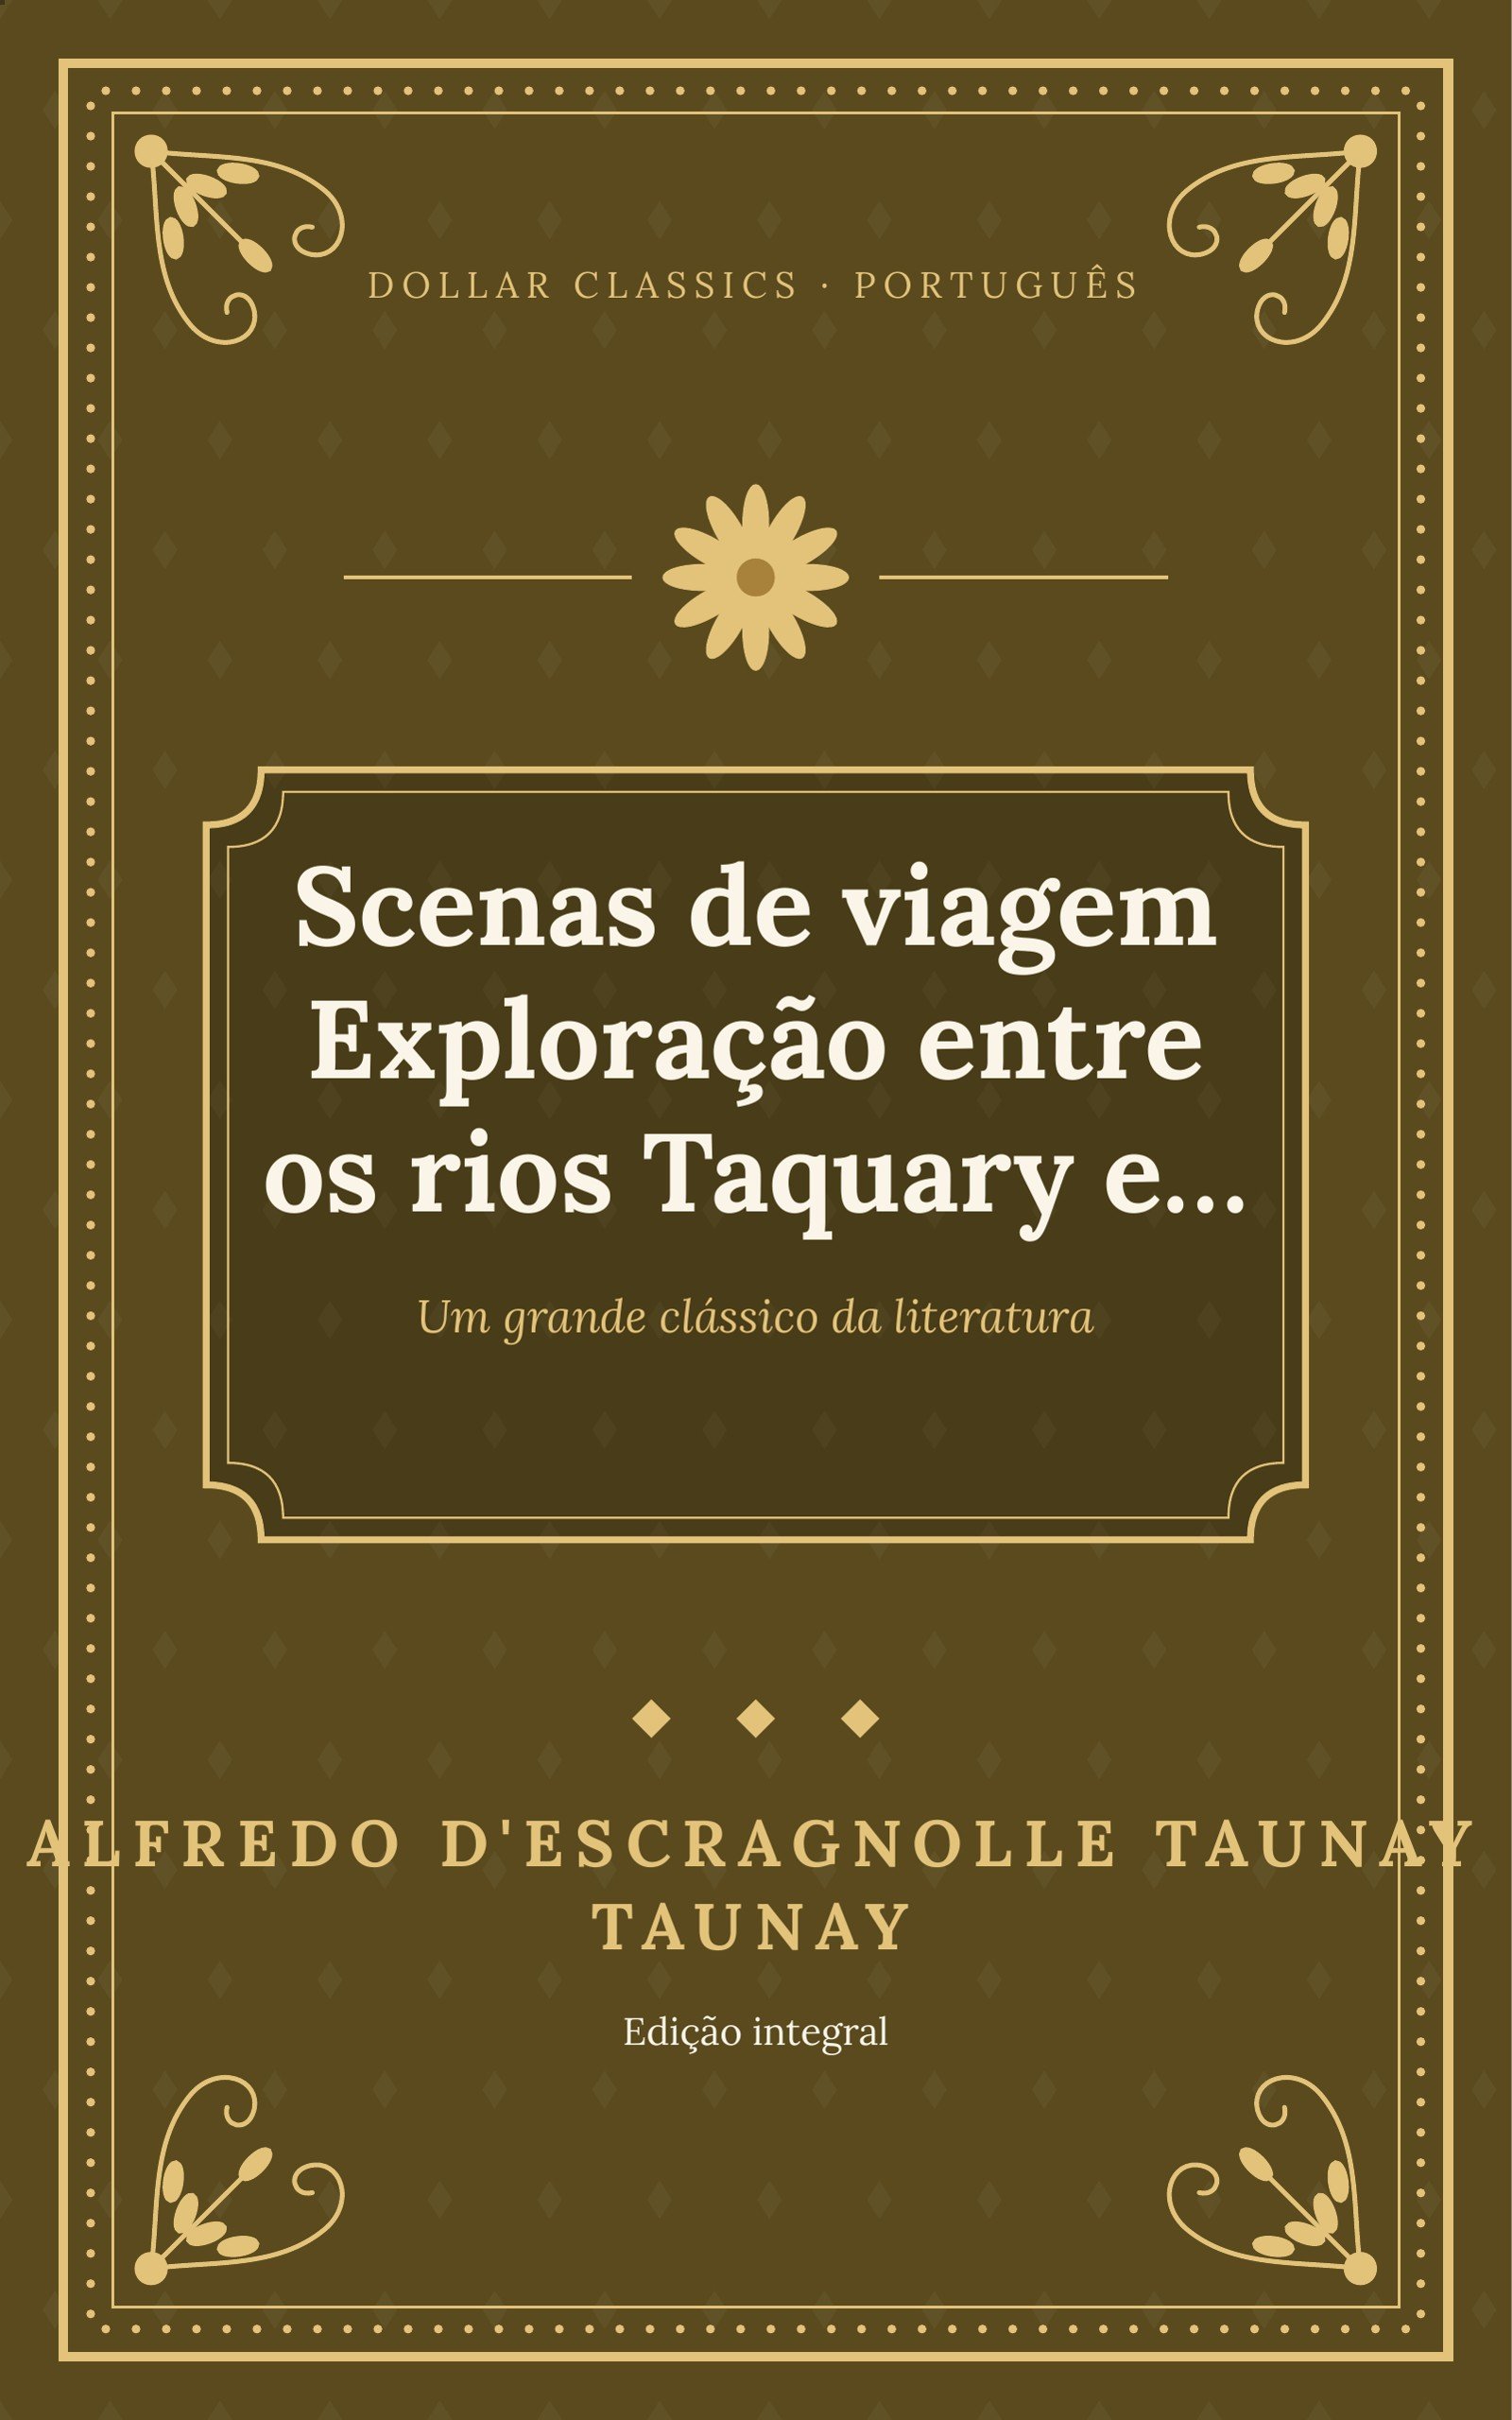 DOLLAR CLASSICS · PORTUGUÊS
Scenas de viagem
Exploração entre
os rios Taquary e...
Um grande clássico da literatura
ALFREDO D'ESCRAGNOLLE TAUNAY
TAUNAY
Edição integral